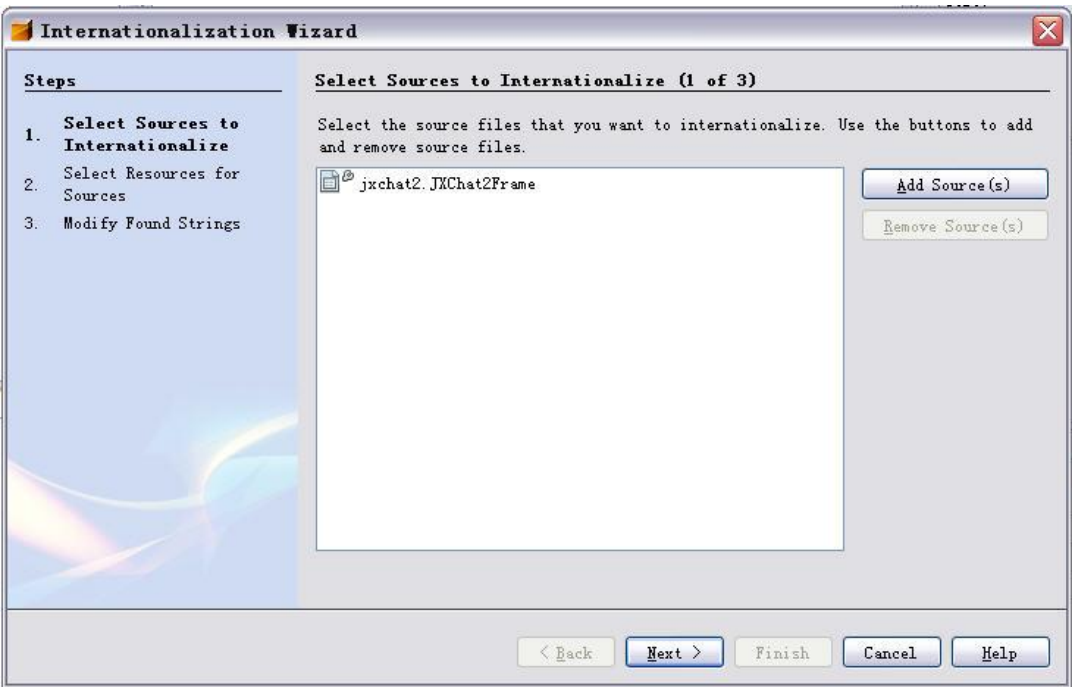 Internationalization Wizard
Steps
1. Select Sources to
Internationalize
2. Select Resources for
Sources
3. Modify Found Strings
Select Sources to Internationalize (1 of 3)
Select the source files that you want to internationalize. Use the buttons to add
and remove source files.
jxchat2.JXChat2Frame
Add Source(s)
Remove Source(s)
< Back
Next >
Finish
Cancel
Help